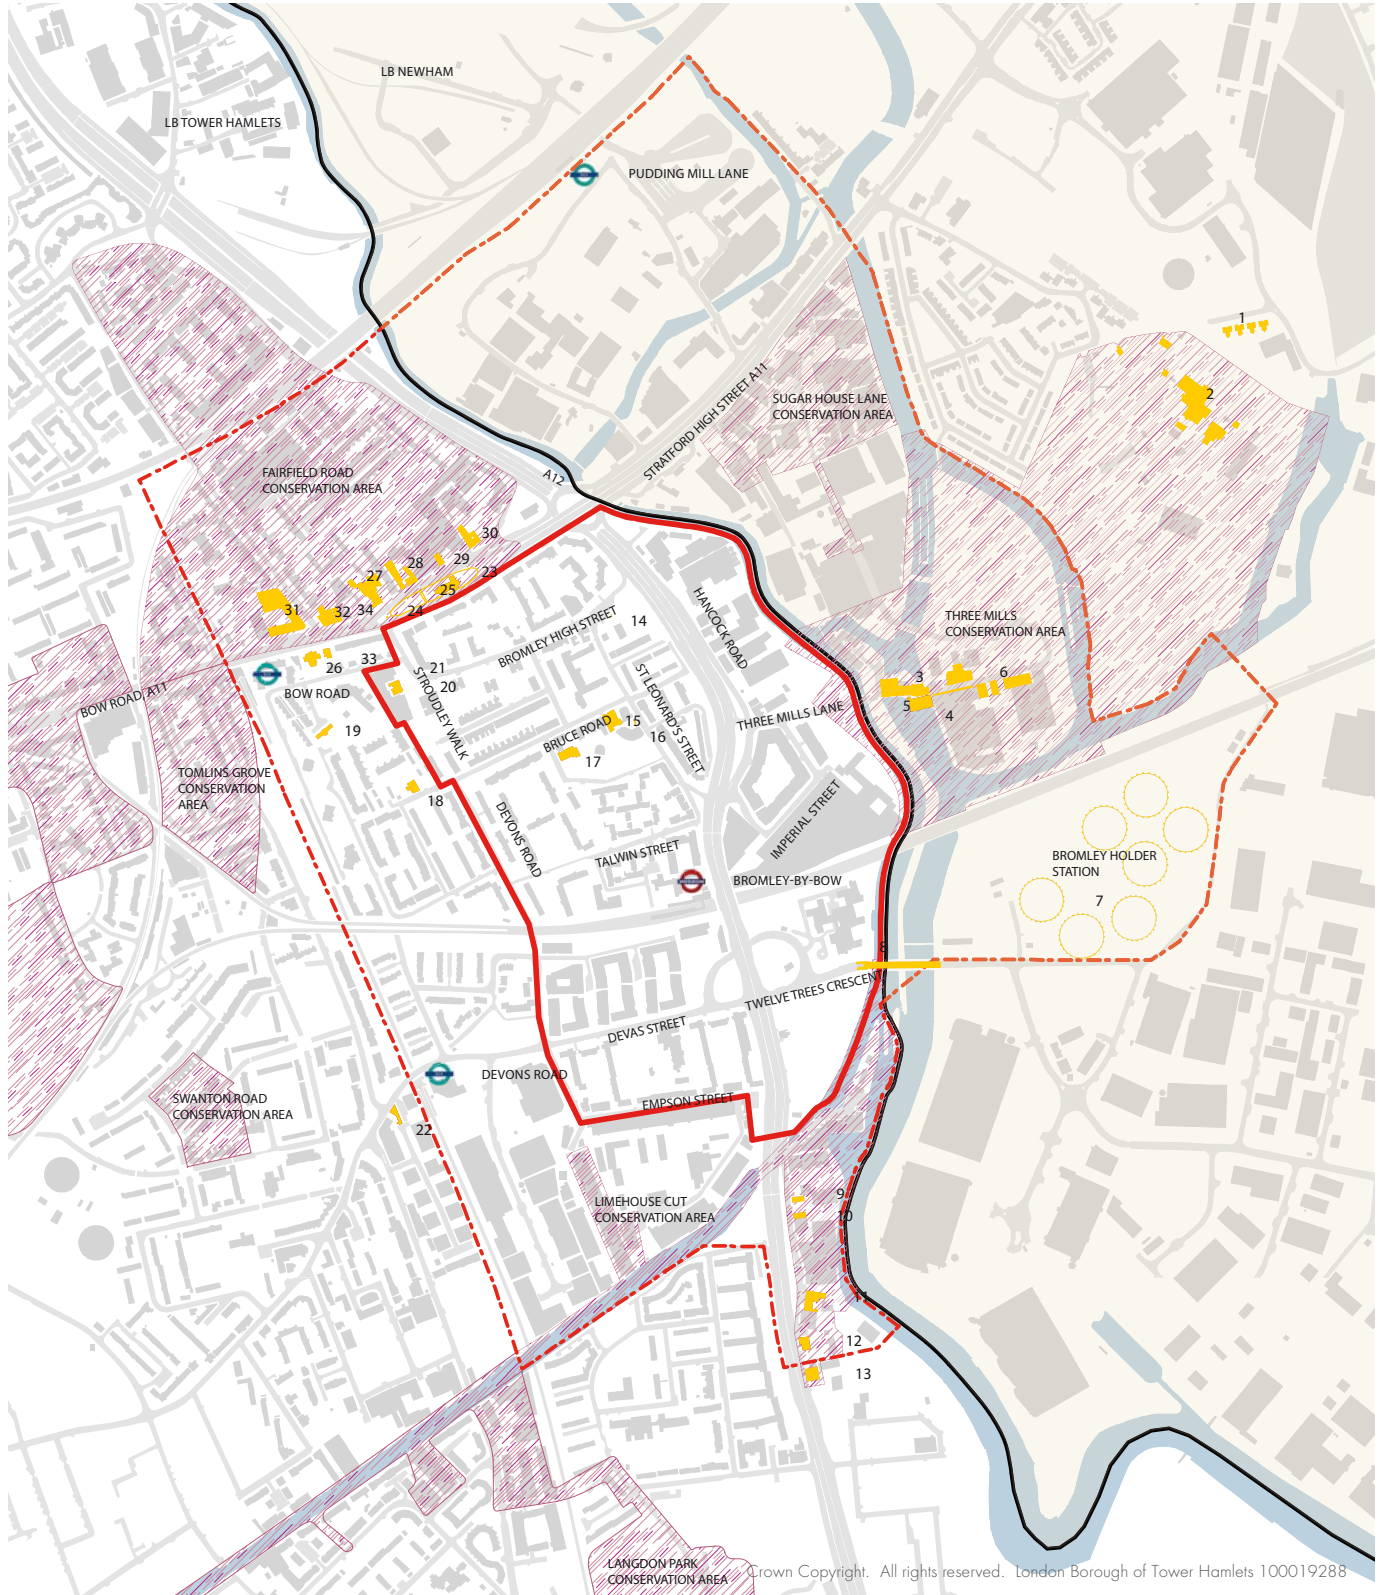 LB NEWHAM
LB TOWER HAMLETS
PUDDING MILL LANE
1
STRATFORD HIGH STREET A11
SUGAR HOUSE LANE
CONSERVATION AREA
2
A12
FAIRFIELD ROAD
CONSERVATION AREA
30
29
28
27
23
25
24
34
32
31
HANCOCK ROAD
14
BROMLEY HIGH STREET
THREE MILLS
CONSERVATION AREA
33
26
21
20
STROUDLEY WALK
ST LEONARD'S STREET
3
6
5
4
BOW ROAD
BOW ROAD A11
19
BRUCE ROAD
15
16
17
THREE MILLS LANE
TOMLINS GROVE
CONSERVATION
AREA
18
DEVONS ROAD
IMPERIAL STREET
TALWIN STREET
BROMLEY-BY-BOW
BROMLEY HOLDER
STATION
7
8
TWELVE TREES CRESCENT
DEVAS STREET
DEVONS ROAD
EMPSON STREET
SWANTON ROAD
CONSERVATION AREA
22
LIMEHOUSE CUT
CONSERVATION AREA
9
10
11
12
13
LANGDON PARK
CONSERVATION AREA
Crown Copyright. All rights reserved. London Borough of Tower Hamlets 100019288